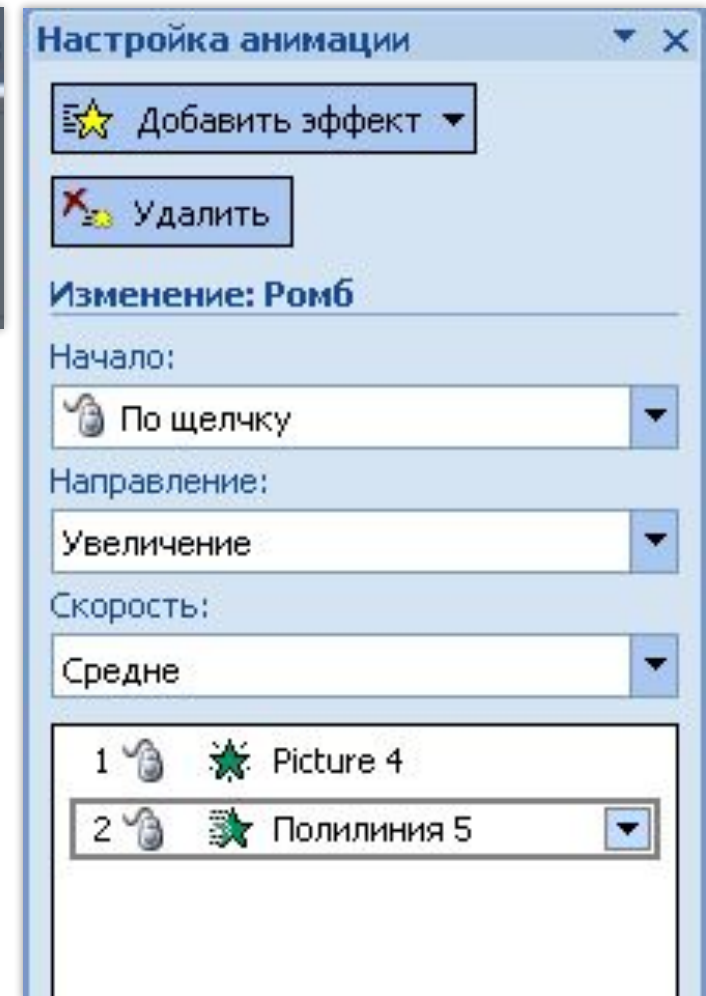 Настройка анимации
Добавить эффект
Удалить
Изменение: Ромб
Начало:
По щелчку
Направление:
Увеличение
Скорость:
Средне
1 Picture 4
2 Полилиния 5